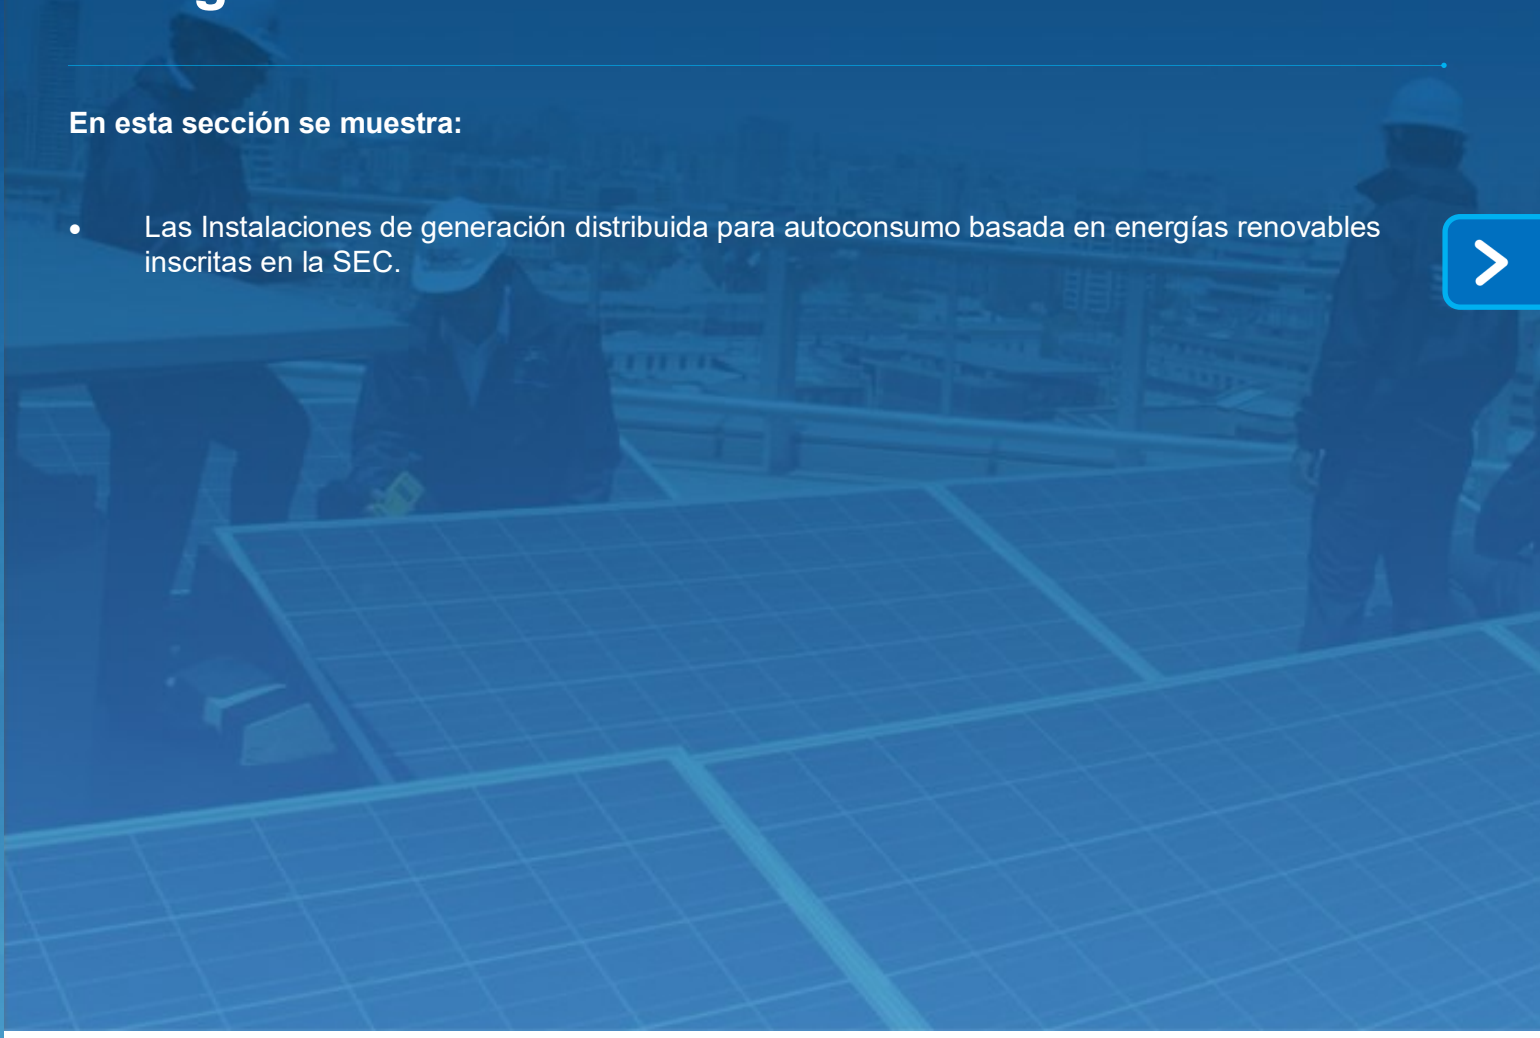 En esta sección se muestra:
• Las Instalaciones de generación distribuida para autoconsumo basada en energías renovables
inscritas en la SEC.